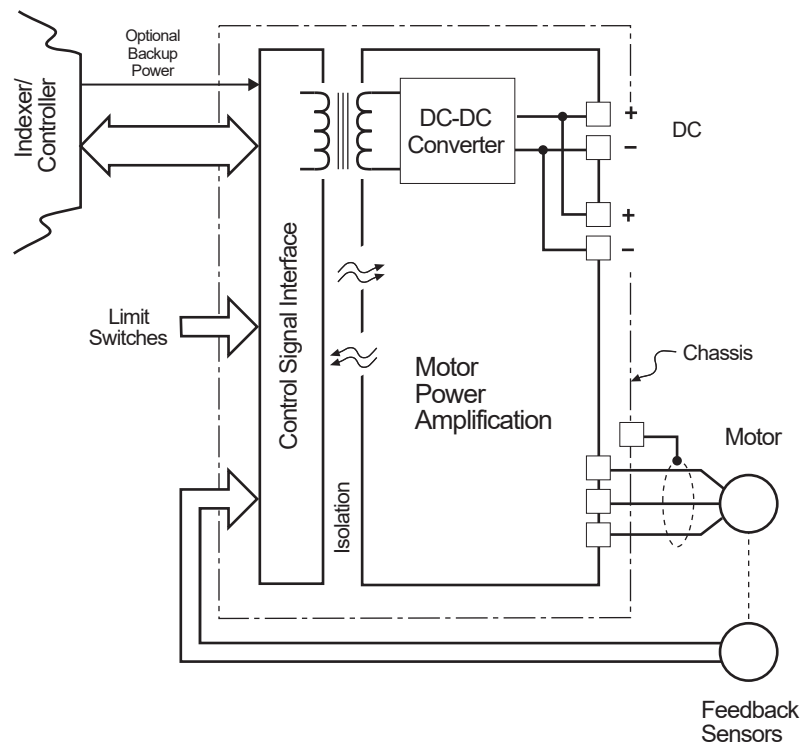 Optional
Backup
Power
Indexer/
Controller
DC-DC
Converter
+
−
DC
+
−
Control Signal Interface
Limit
Switches
Chassis
Motor
Power
Amplification
Motor
Isolation
Feedback
Sensors